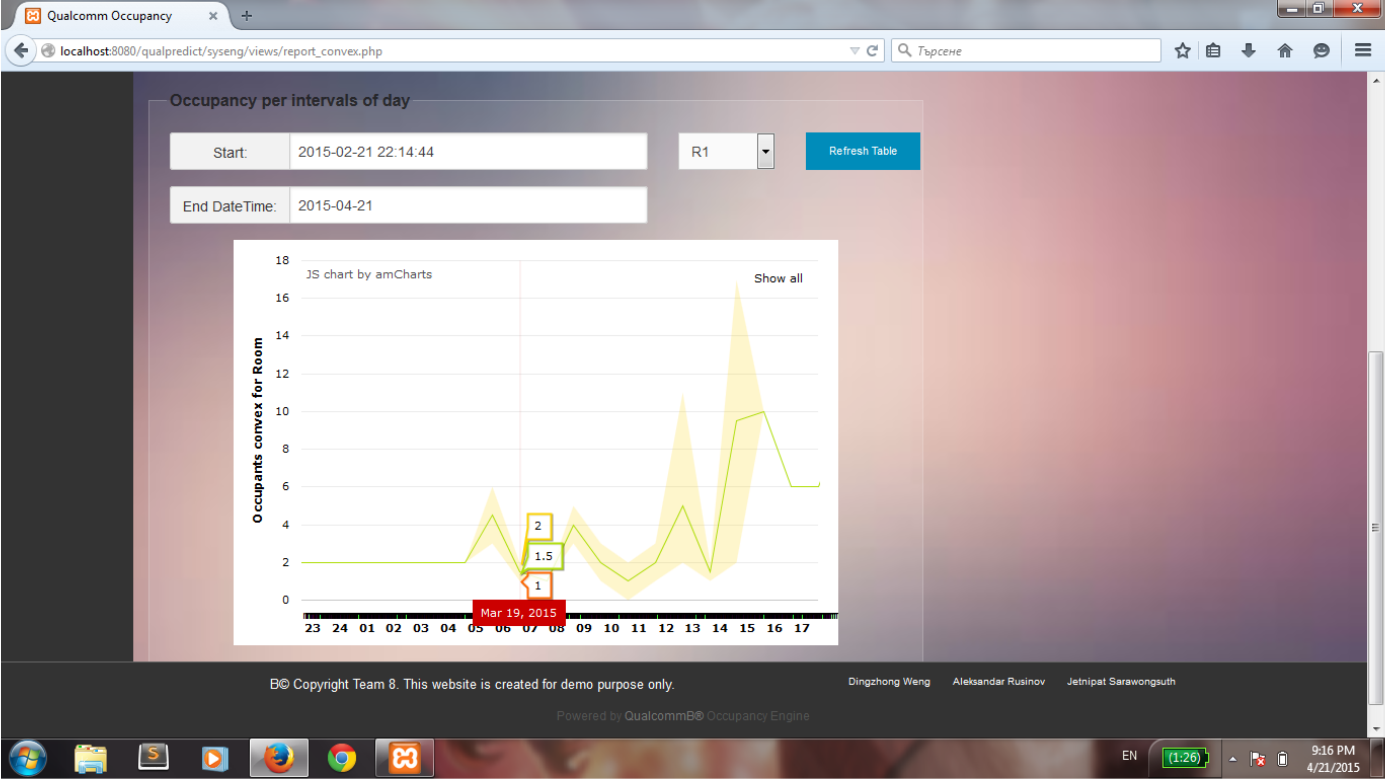 Qualcomm Occupancy
localhost:8080/qualpredict/syseng/views/report_convex.php
Търсене
Occupancy per intervals of day
Start: 2015-02-21 22:14:44 R1 Refresh Table
End DateTime: 2015-04-21
JS chart by amCharts
Show all
Occupants convex for Room
18
16
14
12
10
8
6
4
2
0
2
1.5
1
Mar 19, 2015
23 24 01 02 03 04 05 06 07 08 09 10 11 12 13 14 15 16 17
В© Copyright Team 8. This website is created for demo purpose only. Dingzhong Weng Aleksandar Rusinov Jetnipat Sarawongsuth
Powered by QualcommВ® Occupancy Engine
EN (1:26) 9:16 PM
4/21/2015